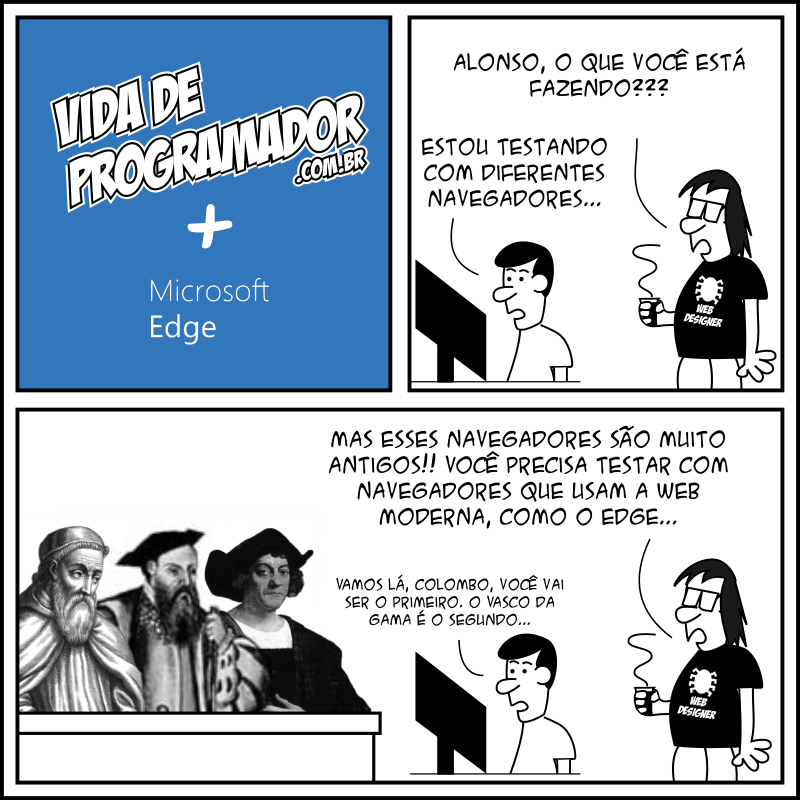 VIDA DE
PROGRAMADOR
.COM.BR
+
Microsoft
Edge
ALONSO, O QUE VOCÊ ESTÁ
FAZENDO???
ESTOU TESTANDO
COM DIFERENTES
NAVEGADORES...
WEB
DESIGNER
MAS ESSES NAVEGADORES SÃO MUITO
ANTIGOS!! VOCÊ PRECISA TESTAR COM
NAVEGADORES QUE USAM A WEB
MODERNA, COMO O EDGE...
VAMOS LÁ, COLOMBO, VOCÊ VAI
SER O PRIMEIRO. O VASCO DA
GAMA É O SEGUNDO...
WEB
DESIGNER